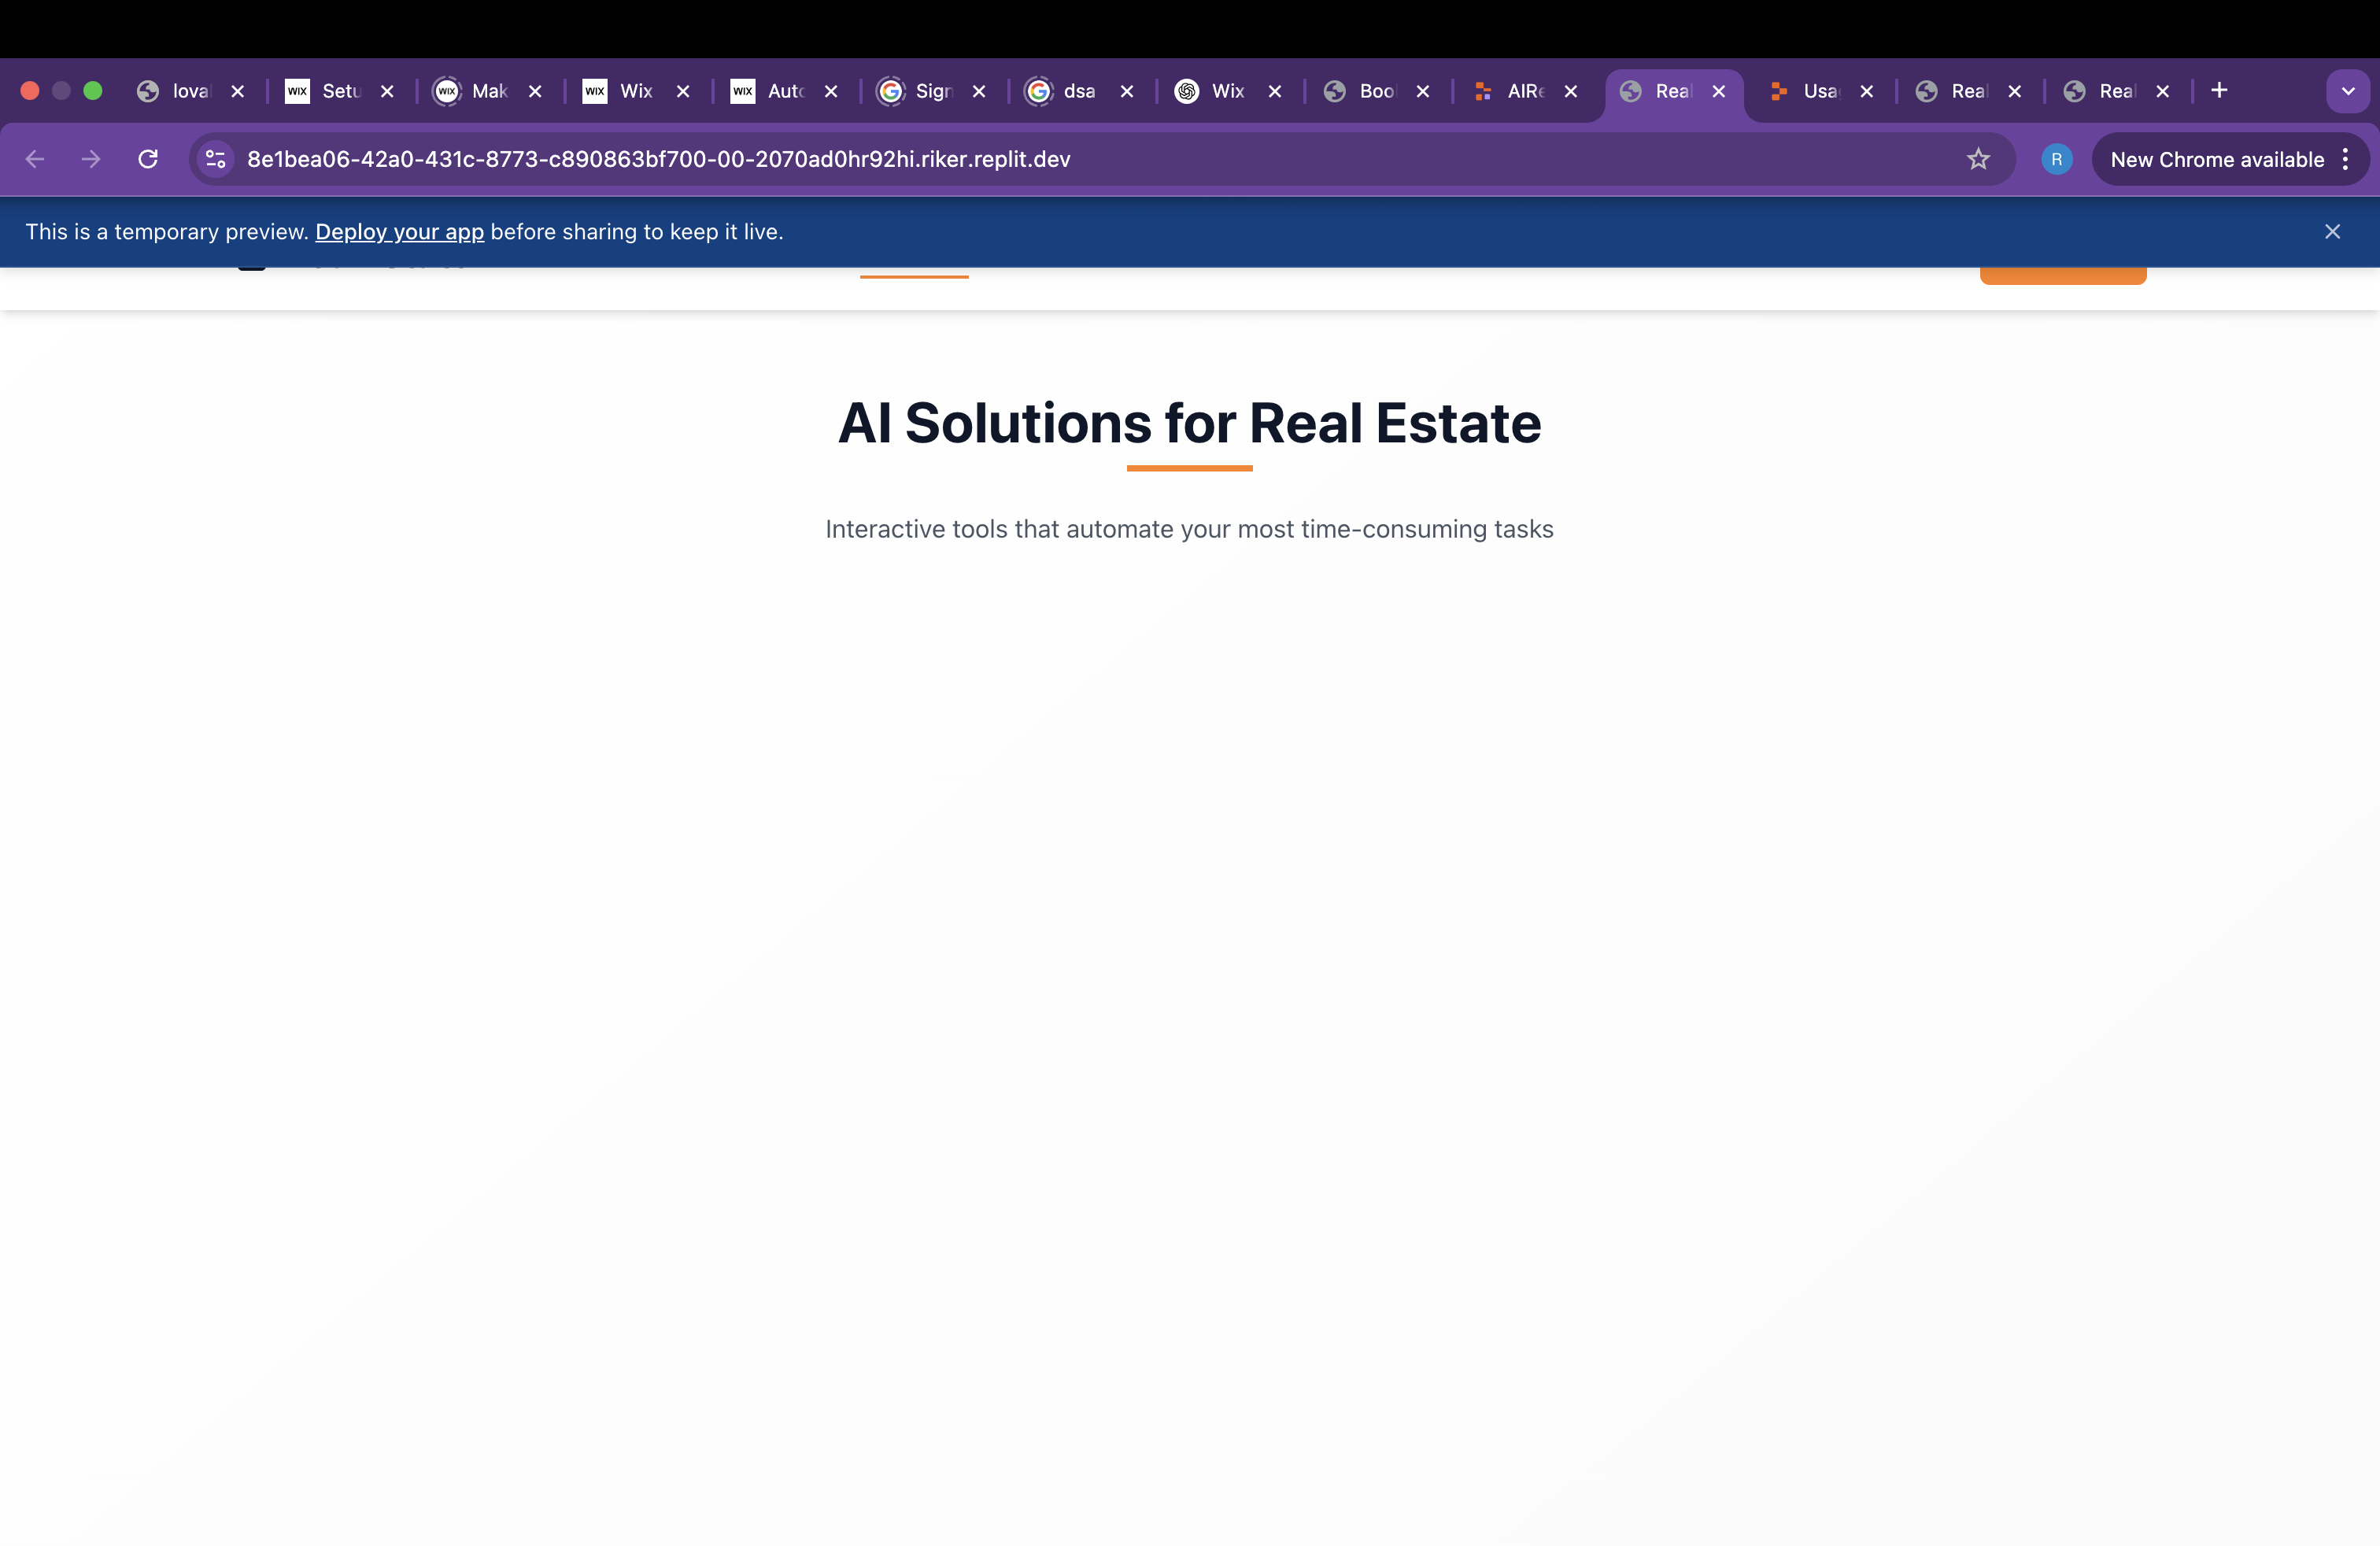 lova
WIX Setu
WIX Mak
WIX Wix
WIX Auto
Sign
dsa
Wix
Boo
AIRe
Real
Usa
Real
Real
8e1bea06-42a0-431c-8773-c890863bf700-00-2070ad0hr92hi.riker.replit.dev
R
New Chrome available
This is a temporary preview. Deploy your app before sharing to keep it live.
AI Solutions for Real Estate
Interactive tools that automate your most time-consuming tasks